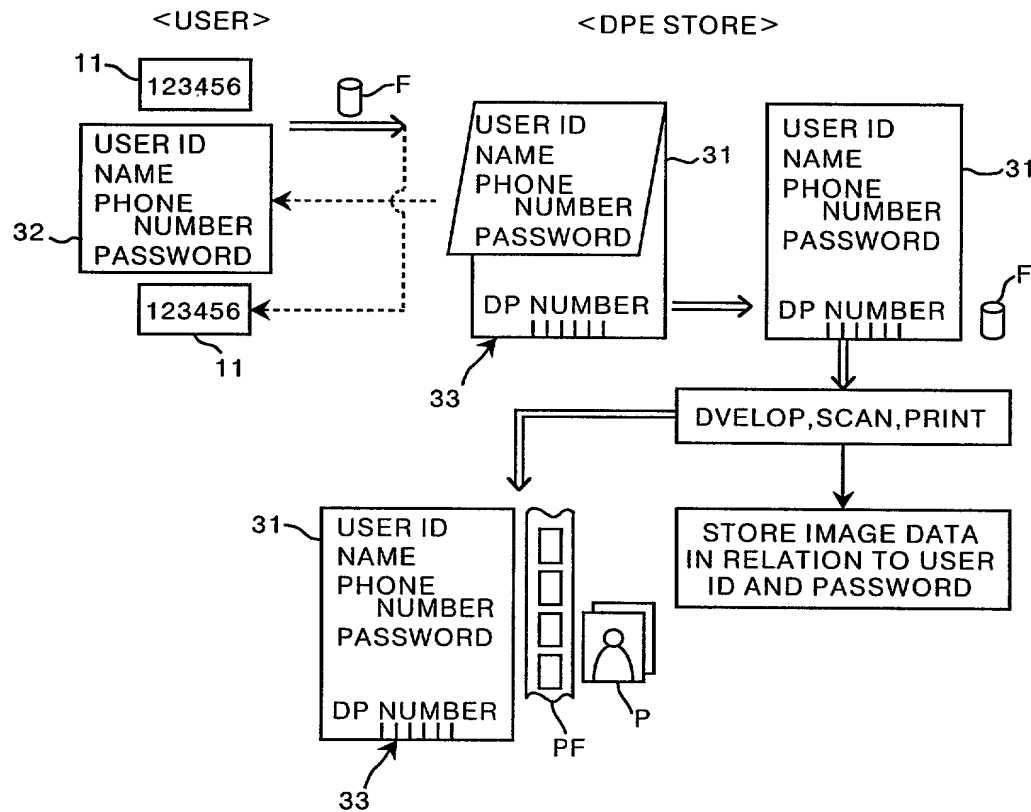 <USER>
<DPE STORE>
11
123456
F
USER ID
NAME
PHONE
NUMBER
PASSWORD
32
123456
11
USER ID
NAME
PHONE
NUMBER
PASSWORD
31
DP NUMBER
33
USER ID
NAME
PHONE
NUMBER
PASSWORD
31
DP NUMBER
F
DVELOP,SCAN,PRINT
STORE IMAGE DATA
IN RELATION TO USER
ID AND PASSWORD
31
USER ID
NAME
PHONE
NUMBER
PASSWORD
DP NUMBER
33
PF
P